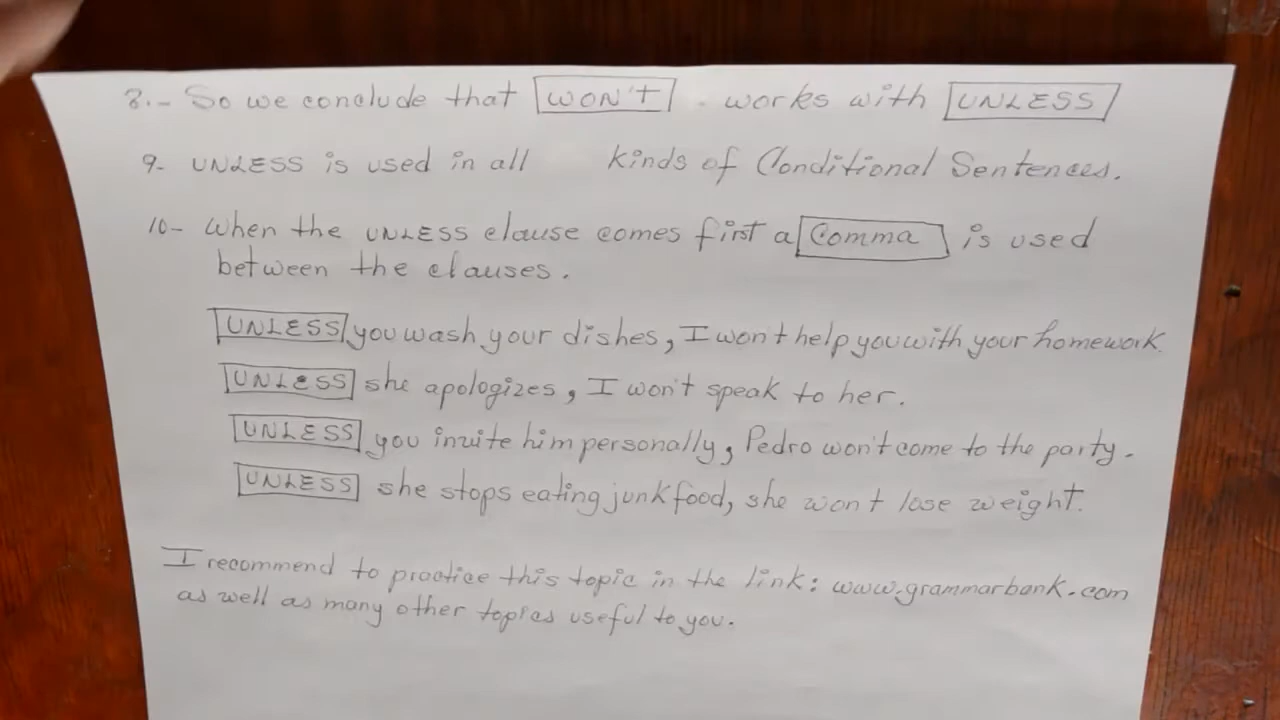 8.- So we conclude that WON'T works with UNLESS
9- UNLESS is used in all kinds of Conditional Sentences.
10- When the UNLESS clause comes first a Comma is used
between the clauses.
UNLESS you wash your dishes, I won't help you with your homework.
UNLESS she apologizes, I won't speak to her.
UNLESS you invite him personally, Pedro won't come to the party.
UNLESS she stops eating junk food, she won't lose weight.
I recommend to practice this topic in the link: www.grammarbank.com
as well as many other topics useful to you.